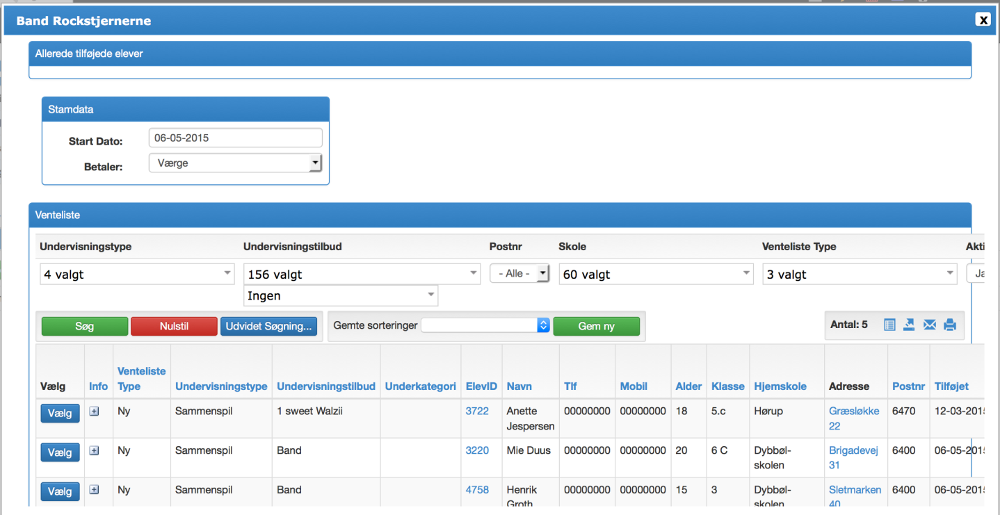 Band Rockstjernerne
X
Allerede tilføjede elever
Stamdata
Start Dato: 06-05-2015
Betaler: Værge
Venteliste
Undervisningstype Undervisningstilbud Postnr Skole Venteliste Type Akti
4 valgt 156 valgt - Alle - 60 valgt 3 valgt Ja
Ingen
Søg Nulstil Udvidet Søgning... Gemte sorteringer Gem ny Antal: 5
Venteliste
Vælg Info Type Undervisningstype Undervisningstilbud Underkategori ElevID Navn Tlf Mobil Alder Klasse Hjemskole Adresse Postnr Tilføjet
Vælg Ny Sammenspil 1 sweet Walzii 3722 Anette 00000000 00000000 18 5.c Hørup Græsløkke 6470 12-03-2015
Jespersen 22
Vælg Ny Sammenspil Band 3220 Mie Duus 00000000 00000000 20 6 C Dybbøl- Brigadevej 6400 06-05-2015
skolen 31
Vælg Ny Sammenspil Band 4758 Henrik 00000000 00000000 15 3 Dybbøl- Sletmarken 6400 06-05-2015
Groth skolen 40